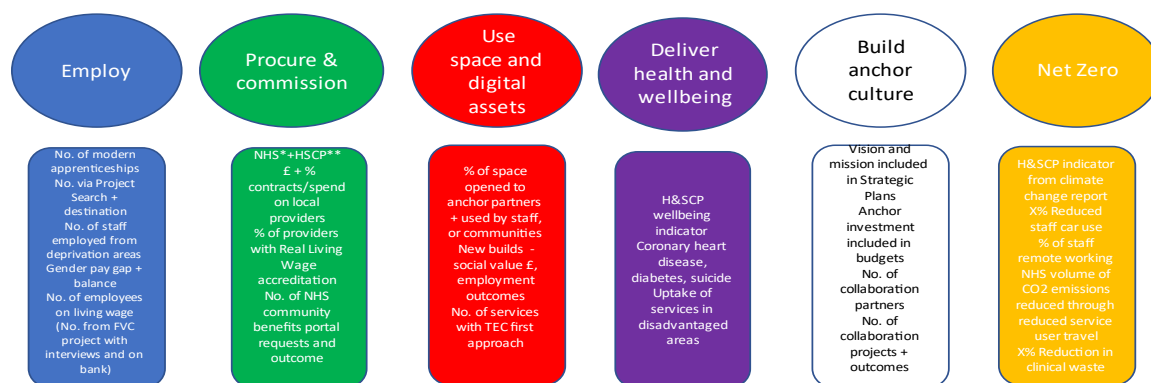 Employ
Procure &
commission
Use
space and
digital
assets
Deliver
health and
wellbeing
Build
anchor
culture
Net Zero
No. of modern
apprenticeships
No. via Project
Search +
destination
No. of staff
employed from
deprivation areas
Gender pay gap +
balance
No. of employees
on living wage
(No. from FVC
project with
interviews and on
bank)
NHS*+HSCP**
£ + %
contracts/spend
on local
providers
% of providers
with Real Living
Wage
accreditation
No. of NHS
community
benefits portal
requests and
outcome
% of space
opened to
anchor partners
+ used by staff,
or communities
New builds -
social value £,
employment
outcomes
No. of services
with TEC first
approach
H&SCP
wellbeing
indicator
Coronary heart
disease,
diabetes, suicide
Uptake of
services in
disadvantaged
areas
Vision and
mission included
in Strategic
Plans
Anchor
investment
included in
budgets
No. of
collaboration
partners
No. of
collaboration
projects +
outcomes
H&SCP indicator
from climate
change report
X% Reduced
staff car use
% of staff
remote working
NHS volume of
CO2 emissions
reduced through
reduced service
user travel
X% Reduction in
clinical waste